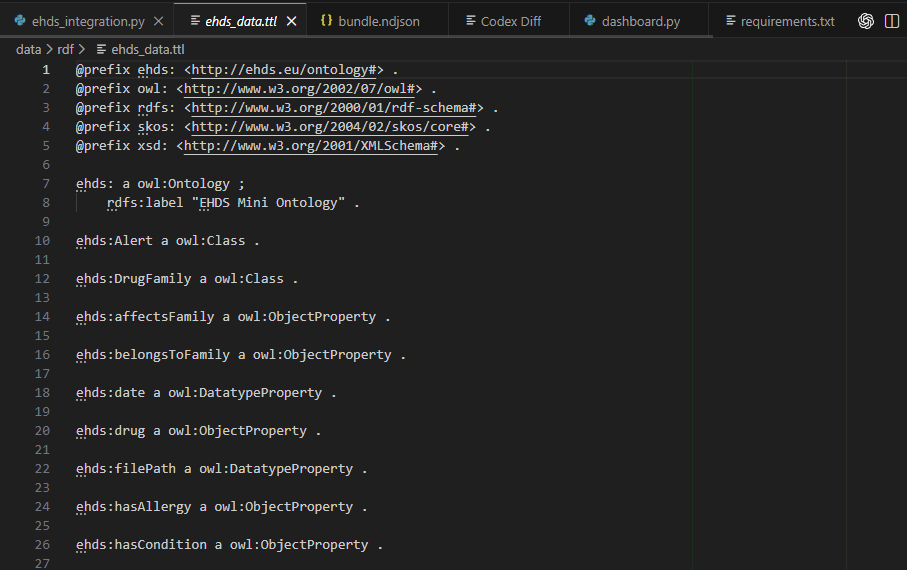 ehds_integration.py
ehds_data.ttl
{} bundle.ndjson
Codex Diff
dashboard.py
requirements.txt
data > rdf > ehds_data.ttl
1 @prefix ehds: <http://ehds.eu/ontology#> .
2 @prefix owl: <http://www.w3.org/2002/07/owl#> .
3 @prefix rdfs: <http://www.w3.org/2000/01/rdf-schema#> .
4 @prefix skos: <http://www.w3.org/2004/02/skos/core#> .
5 @prefix xsd: <http://www.w3.org/2001/XMLSchema#> .
6
7 ehds: a owl:Ontology ;
8     rdfs:label "EHDS Mini Ontology" .
9
10 ehds:Alert a owl:Class .
11
12 ehds:DrugFamily a owl:Class .
13
14 ehds:affectsFamily a owl:ObjectProperty .
15
16 ehds:belongsToFamily a owl:ObjectProperty .
17
18 ehds:date a owl:DatatypeProperty .
19
20 ehds:drug a owl:ObjectProperty .
21
22 ehds:filePath a owl:DatatypeProperty .
23
24 ehds:hasAllergy a owl:ObjectProperty .
25
26 ehds:hasCondition a owl:ObjectProperty .
27